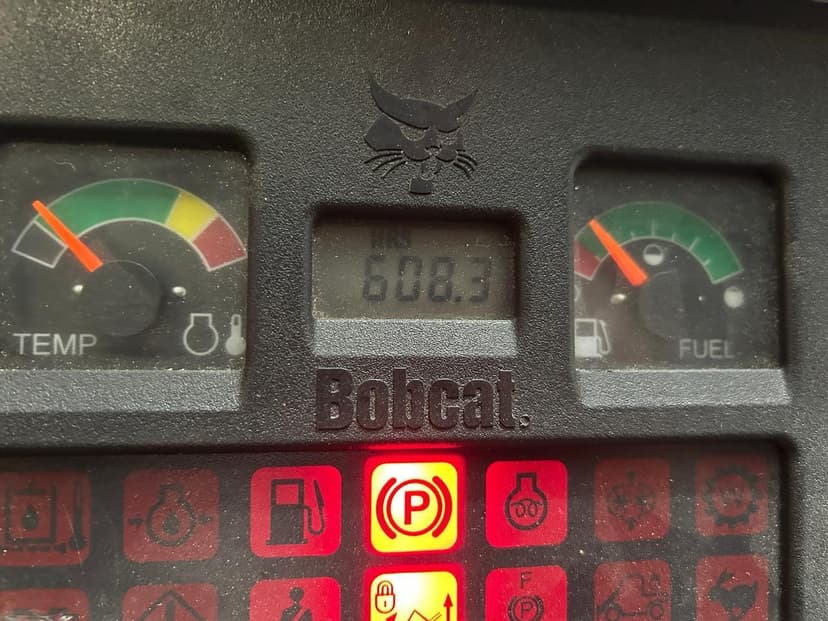 HRS
608.3
TEMP
FUEL
Bobcat.
P
F
P